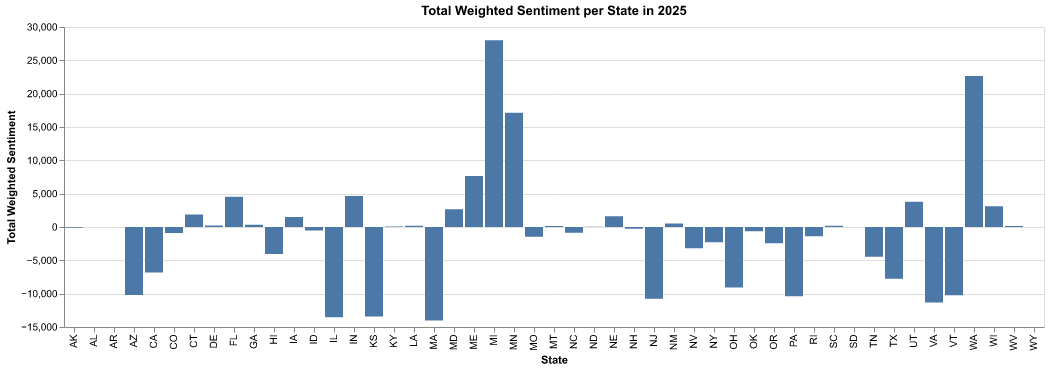 Total Weighted Sentiment per State in 2025
Total Weighted Sentiment
30,000
25,000
20,000
15,000
10,000
5,000
0
−5,000
−10,000
−15,000
AK AL AR AZ CA CO CT DE FL GA HI IA ID IL IN KS KY LA MA MD ME MI MN MO MT NC ND NE NH NJ NM NV NY OH OK OR PA RI SC SD TN TX UT VA VT WA WI WV WY
State